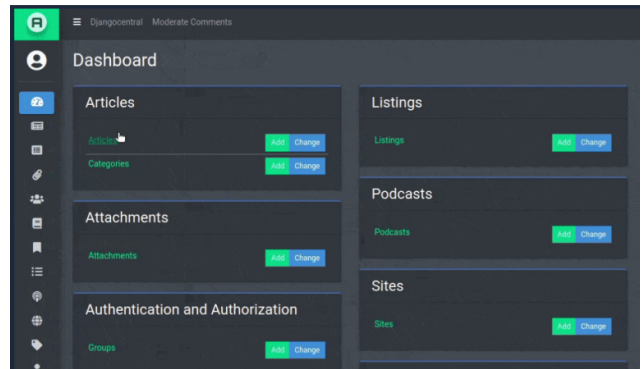 Djangocentral Moderate Comments
Dashboard
Articles
Articles Add Change
Categories Add Change
Attachments
Attachments Add Change
Authentication and Authorization
Groups Add Change
Listings
Listings Add Change
Podcasts
Podcasts Add Change
Sites
Sites Add Change